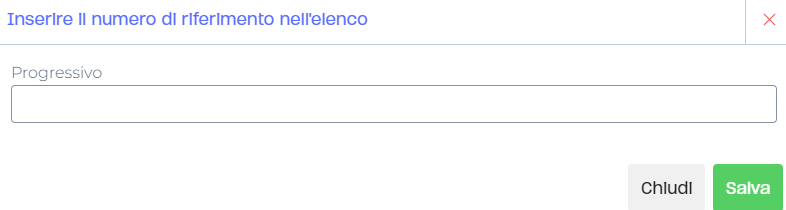 Inserire il numero di riferimento nell'elenco
Progressivo
Chiudi
Salva